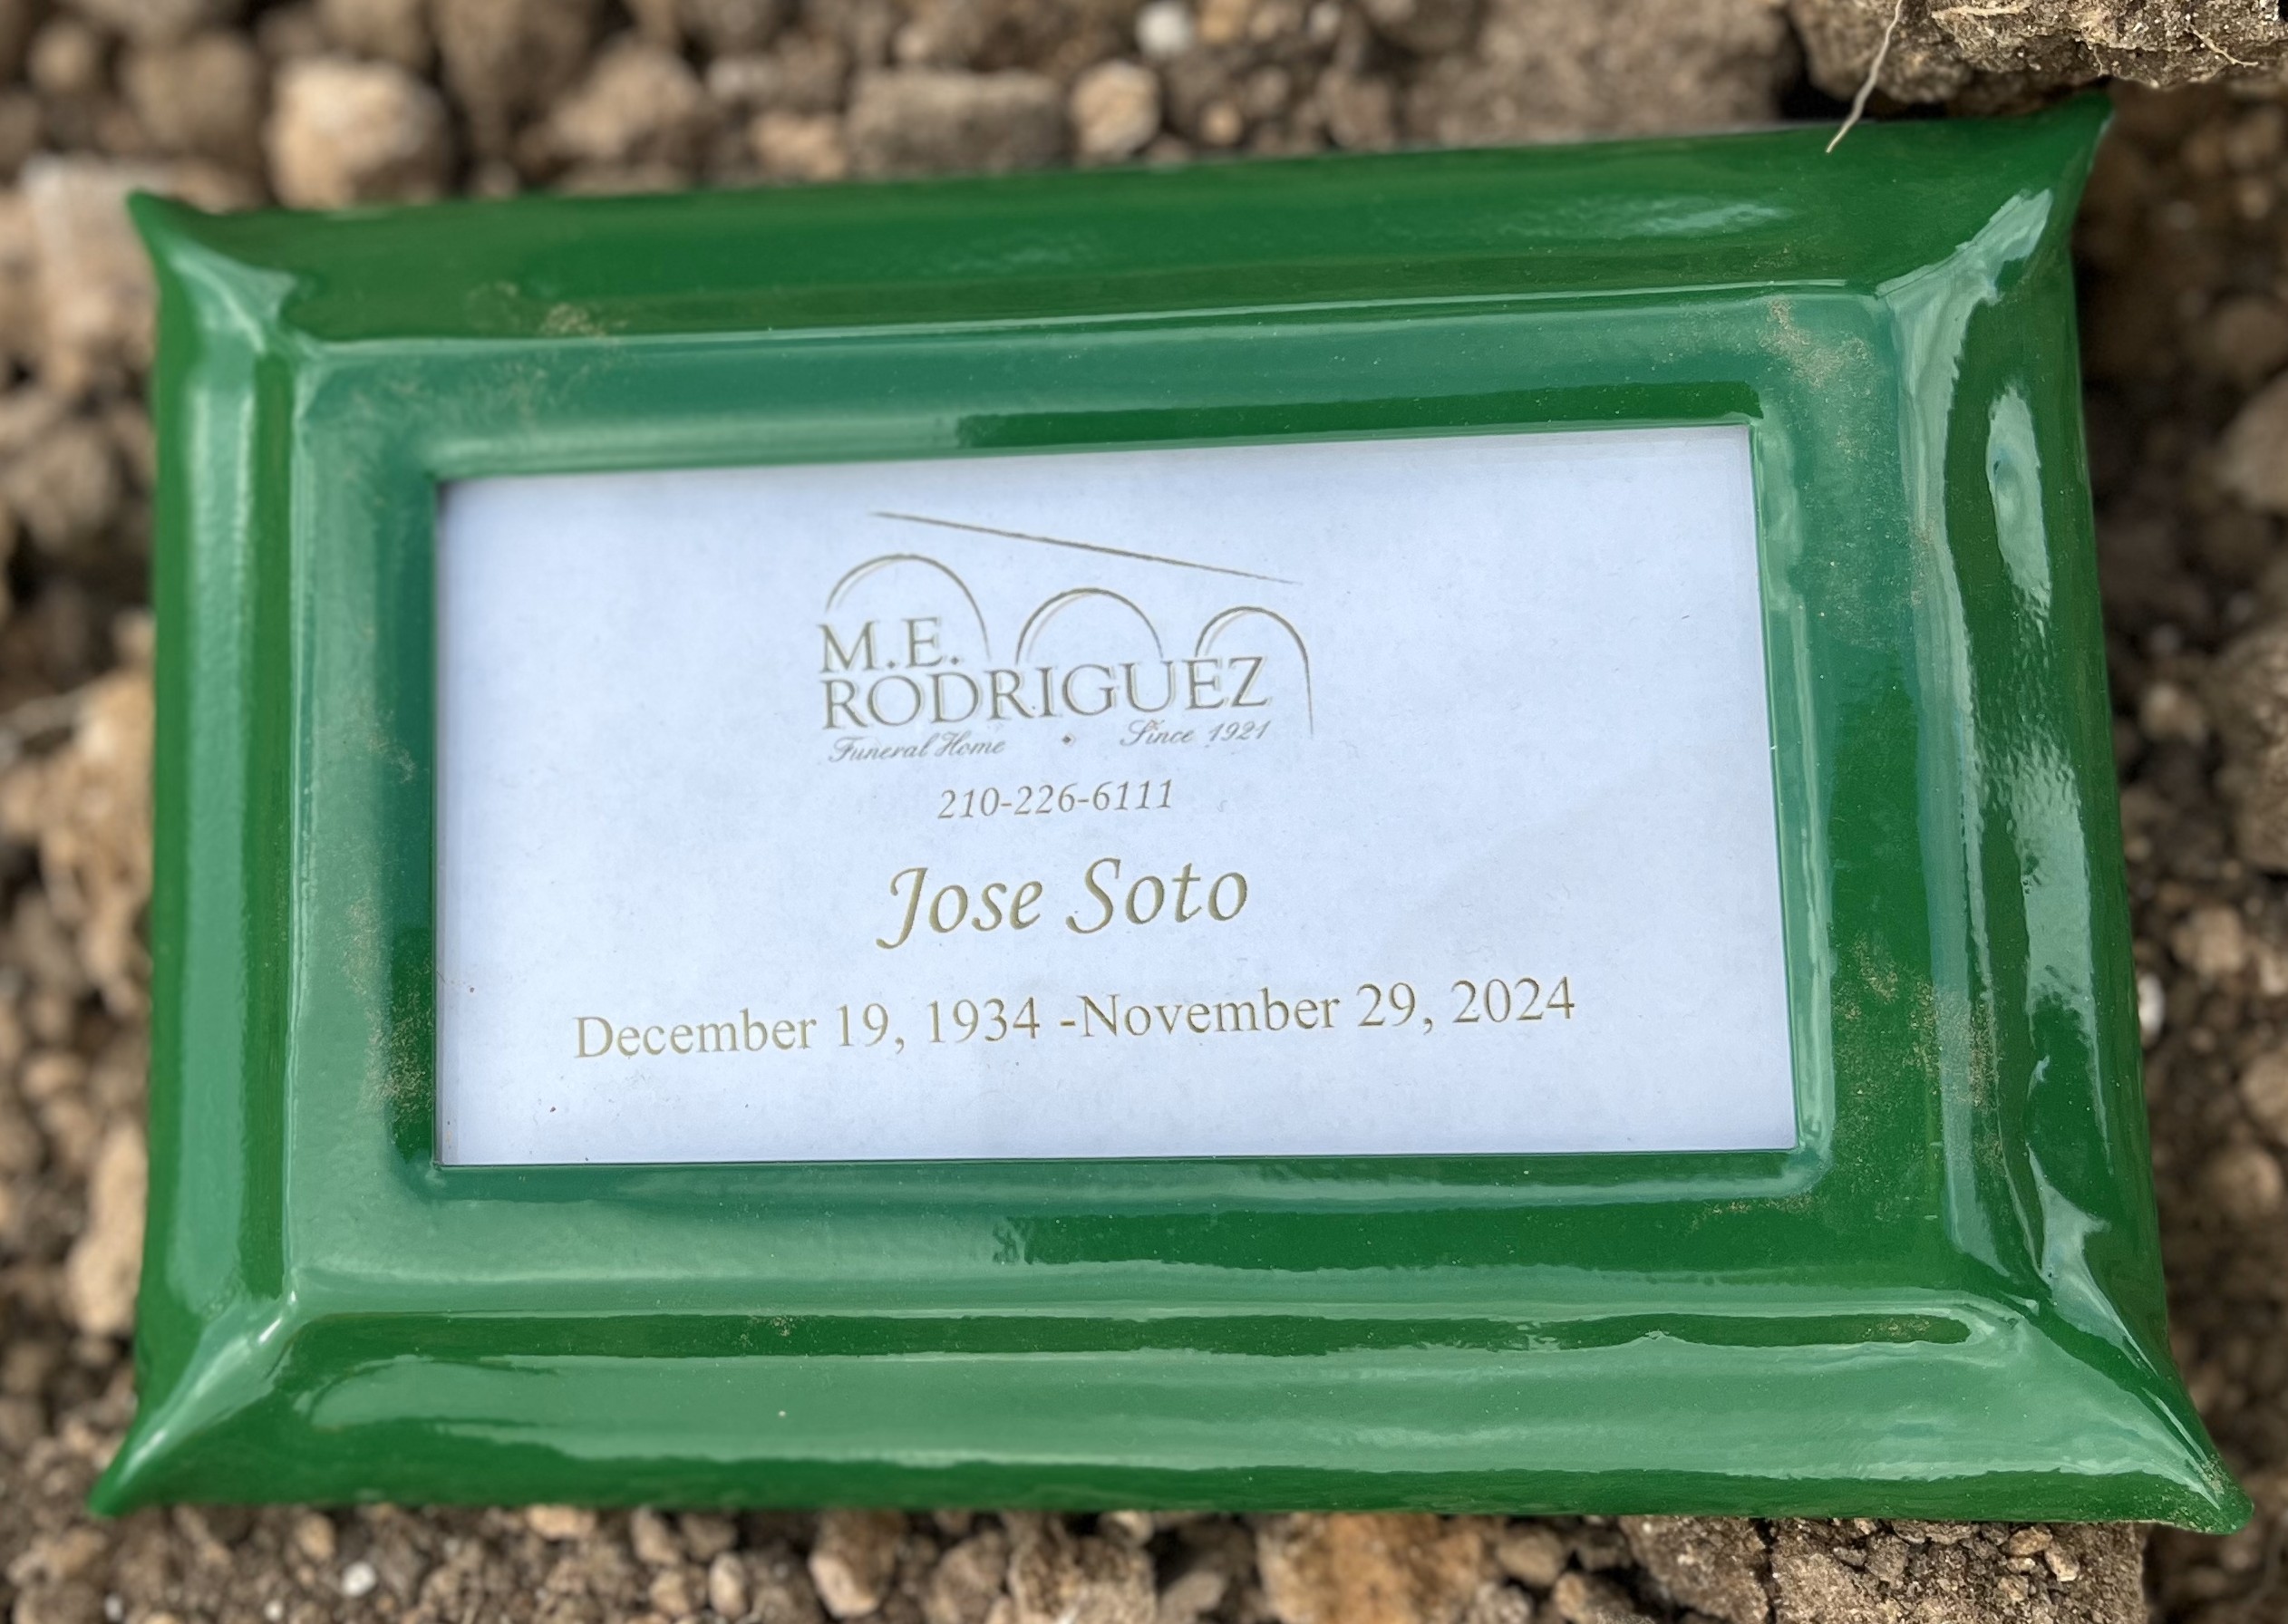 M.E.
RODRIGUEZ
Funeral Home • Since 1921
210-226-6111
Jose Soto
December 19, 1934 -November 29, 2024